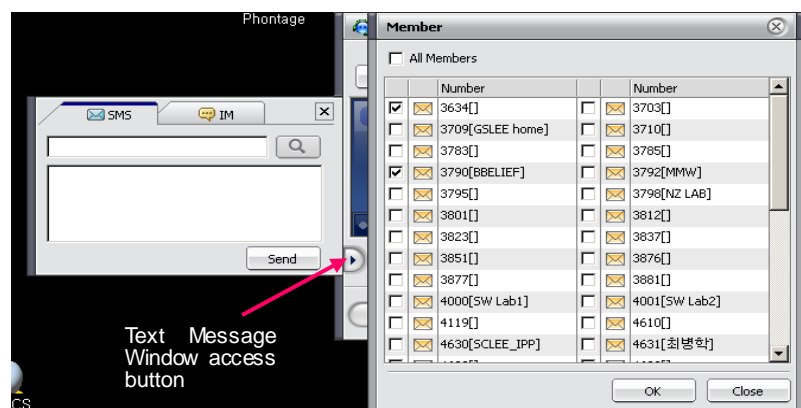 Phontage
SMS
IM
Send
Text Message
Window access
button
CS
Member
All Members
Number Number
3634[] 3703[]
3709[GSLEE home] 3710[]
3783[] 3785[]
3790[BBELIEF] 3792[MMW]
3795[] 3798[NZ LAB]
3801[] 3812[]
3823[] 3837[]
3851[] 3876[]
3877[] 3881[]
4000[SW Lab1] 4001[SW Lab2]
4119[] 4610[]
4630[SCLEE_IPP] 4631[최병학]
OK Close